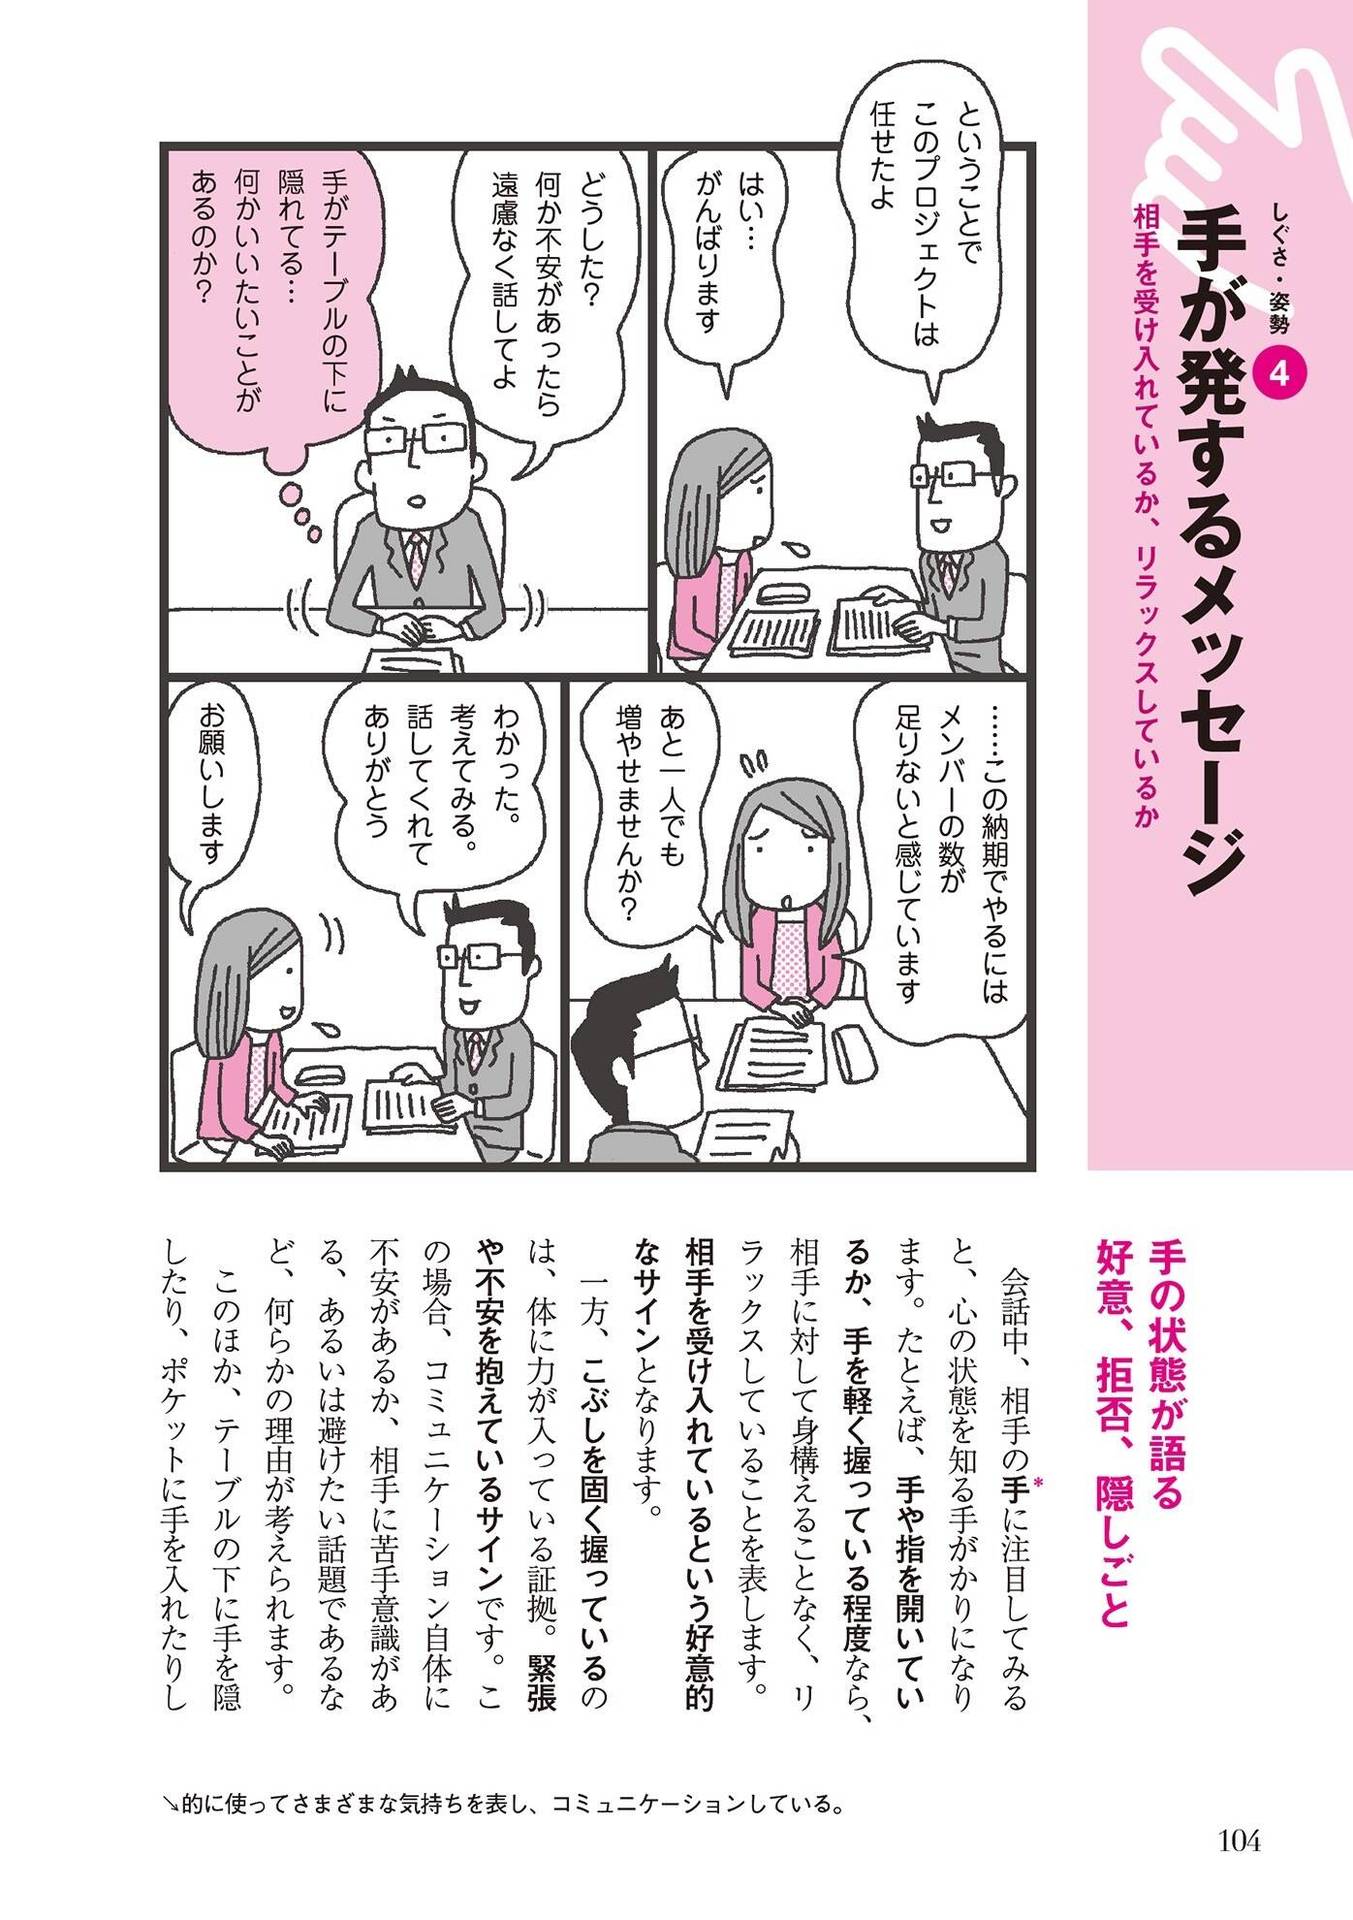 しぐさ・姿勢
4
手が発するメッセージ
相手を受け入れているか、リラックスしているか
ということで
このプロジェクトは
任せたよ
はい…
がんばります
どうした？
何か不安があったら
遠慮なく話してよ
手がテーブルの下に
隠れてる…
何かいいたいことが
あるのか？
……この納期でやるには
メンバーの数が
足りないと感じています
あと一人でも
増やせませんか？
わかった。
考えてみる。
話してくれて
ありがとう
お願いします
手の状態が語る
好意、拒否、隠しごと
会話中、相手の手*に注目してみる
と、心の状態を知る手がかりになり
ます。たとえば、手や指を開いてい
るか、手を軽く握っている程度なら、
相手に対して身構えることなく、リ
ラックスしていることを表します。
相手を受け入れているという好意的
なサインとなります。
一方、こぶしを固く握っているの
は、体に力が入っている証拠。緊張
や不安を抱えているサインです。こ
の場合、コミュニケーション自体に
不安があるか、相手に苦手意識があ
る、あるいは避けたい話題であるな
ど、何らかの理由が考えられます。
このほか、テーブルの下に手を隠
したり、ポケットに手を入れたりし
↘的に使ってさまざまな気持ちを表し、コミュニケーションしている。
104